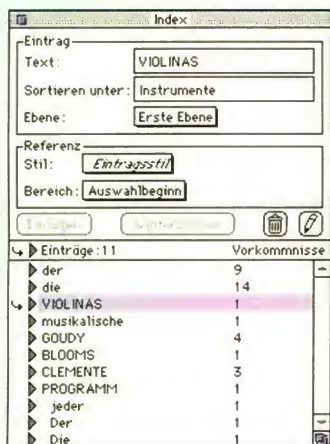 Index
Eintrag
Text: VIOLINAS
Sortieren unter: Instrumente
Ebene: Erste Ebene
Referenz
Stil: Eintragsstil
Bereich: Auswahlbeginn
Einträge: 11 Vorkommnisse
der 9
die 14
VIOLINAS 1
musikalische 1
GOUDY 4
BLOOMS 1
CLEMENTE 3
PROGRAMM 1
jeder 1
Der 1
Die 1